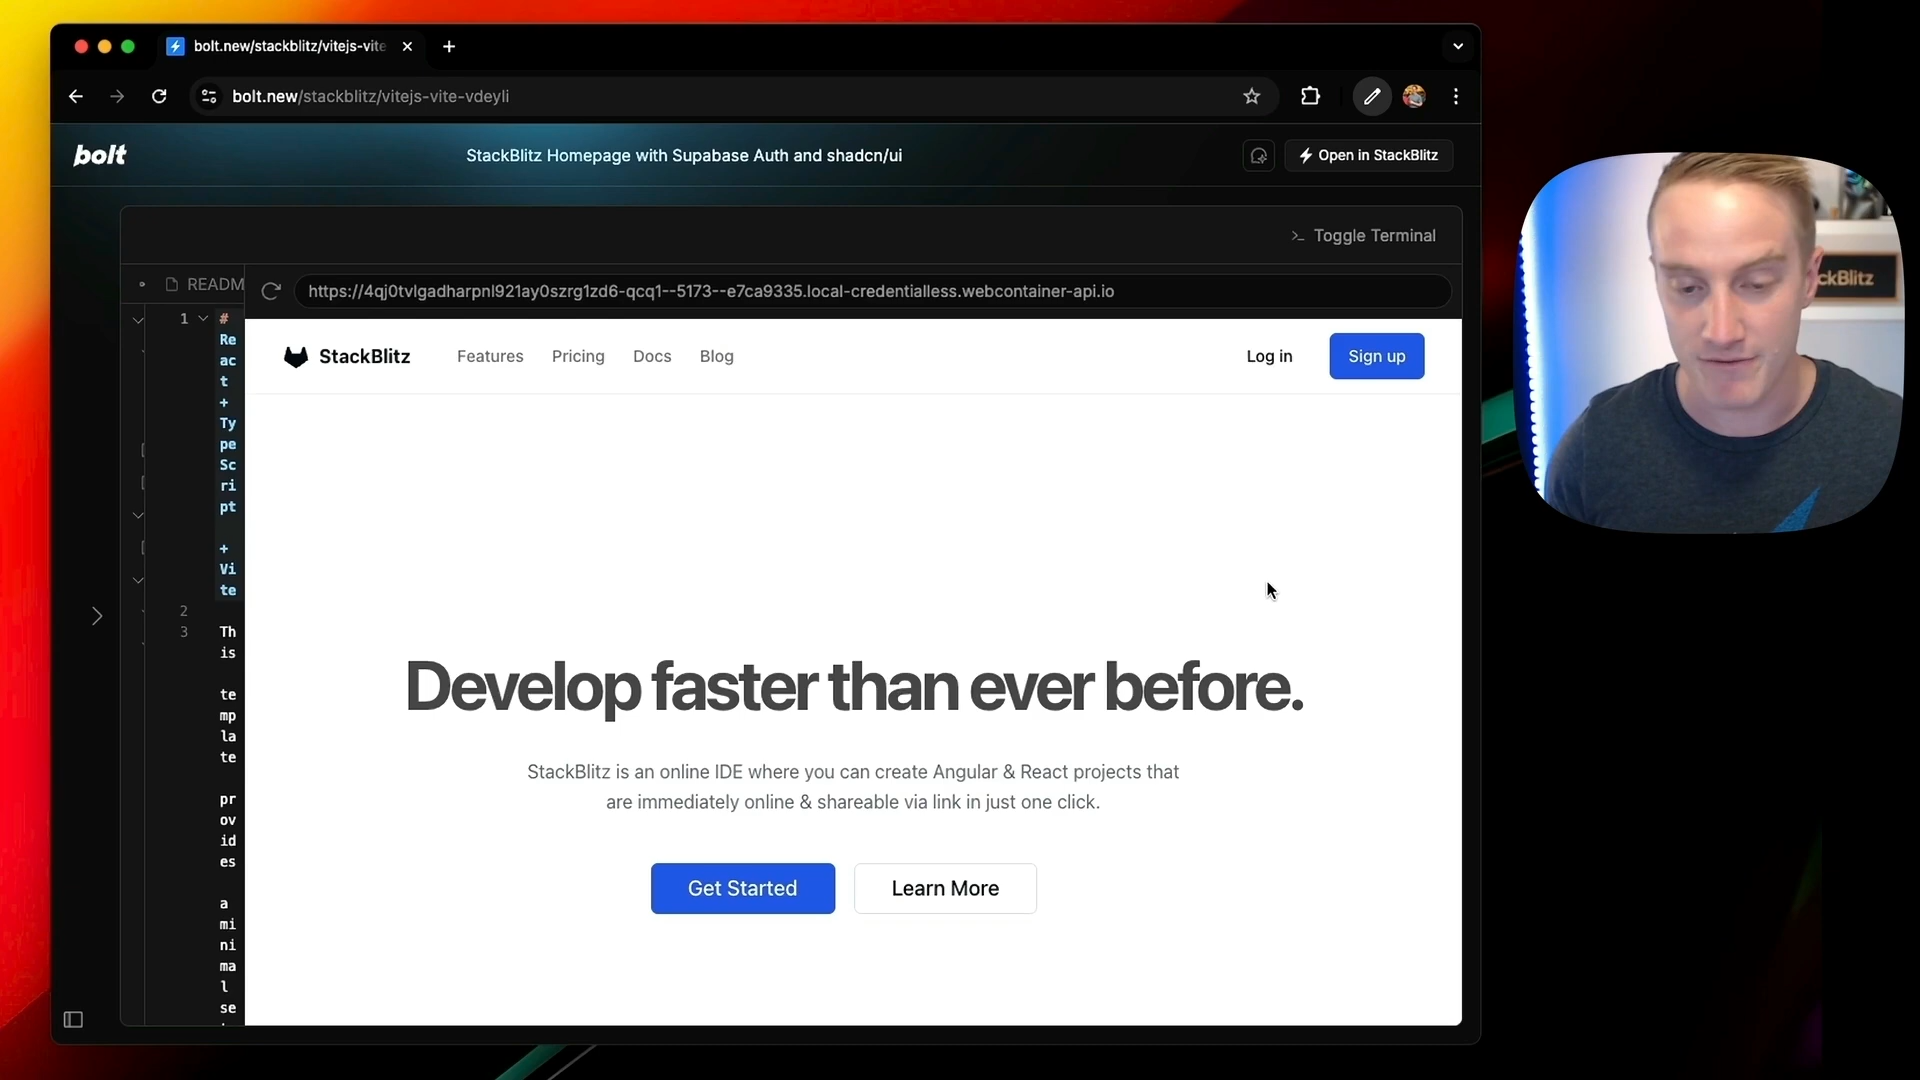 bolt.new/stackblitz/vitejs-vite
bolt.new/stackblitz/vitejs-vite-vdeyli
bolt
StackBlitz Homepage with Supabase Auth and shadcn/ui
Open in StackBlitz
Toggle Terminal
READM
https://4qj0tvlgadharpnl921ay0szrg1zd6-qcq1--5173--e7ca9335.local-credentialless.webcontainer-api.io
1
#
Re
ac
t
+
Ty
pe
Sc
ri
pt
+
Vi
te
2
3
Th
is
te
mp
la
te
pr
ov
id
es
a
mi
ni
ma
l
se
StackBlitz
Features
Pricing
Docs
Blog
Log in
Sign up
Develop faster than ever before.
StackBlitz is an online IDE where you can create Angular & React projects that
are immediately online & shareable via link in just one click.
Get Started
Learn More
ckBlitz